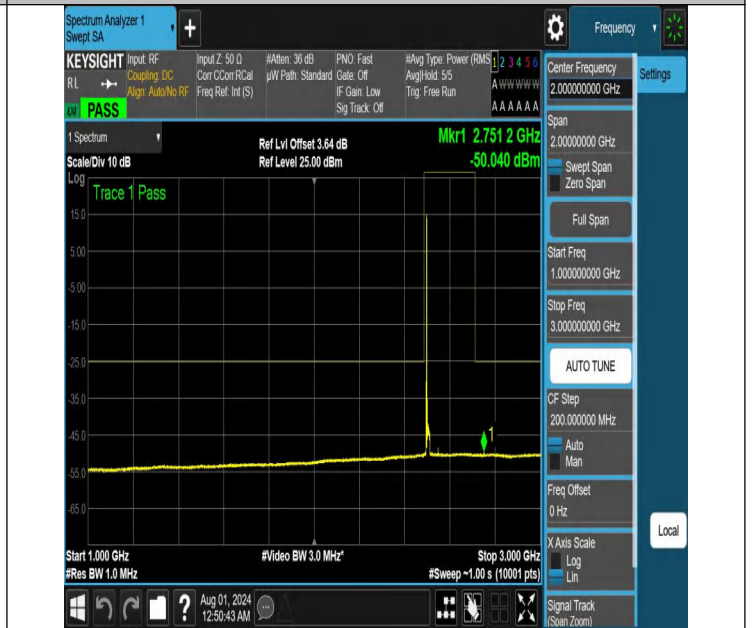 Spectrum Analyzer 1
Swept SA
+
Frequency
KEYSIGHT
RL
PASS
Input: RF
Coupling: DC
Align: Auto/No RF
Input Z: 50 Ω
Corr CCorr RCal
Freq Ref: Int (S)
#Atten: 36 dB
µW Path: Standard
PNO: Fast
Gate: Off
IF Gain: Low
Sig Track: Off
#Avg Type: Power (RMS
Avg|Hold: 5/5
Trig: Free Run
1 2 3 4 5 6
A W W W W W
A A A A A A
1 Spectrum
Scale/Div 10 dB
Ref Lvl Offset 3.64 dB
Ref Level 25.00 dBm
Mkr1 2.751 2 GHz
-50.040 dBm
Log
Trace 1 Pass
15.0
5.00
-5.00
-15.0
-25.0
-35.0
-45.0
-55.0
-65.0
1
Start 1.000 GHz
#Res BW 1.0 MHz
#Video BW 3.0 MHz*
Stop 3.000 GHz
#Sweep ~1.00 s (10001 pts)
Aug 01, 2024
12:50:43 AM
?
Center Frequency
2.000000000 GHz
Settings
Span
2.00000000 GHz
Swept Span
Zero Span
Full Span
Start Freq
1.000000000 GHz
Stop Freq
3.000000000 GHz
AUTO TUNE
CF Step
200.000000 MHz
Auto
Man
Freq Offset
0 Hz
X Axis Scale
Log
Lin
Local
Signal Track
(Span Zoom)